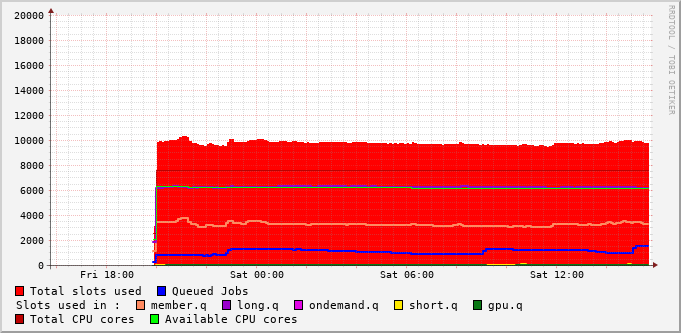 RRDTOOL / TOBI OETIKER
20000
18000
16000
14000
12000
10000
8000
6000
4000
2000
0
Fri 18:00 Sat 00:00 Sat 06:00 Sat 12:00
Total slots used Queued Jobs
Slots used in : member.q long.q ondemand.q short.q gpu.q
Total CPU cores Available CPU cores